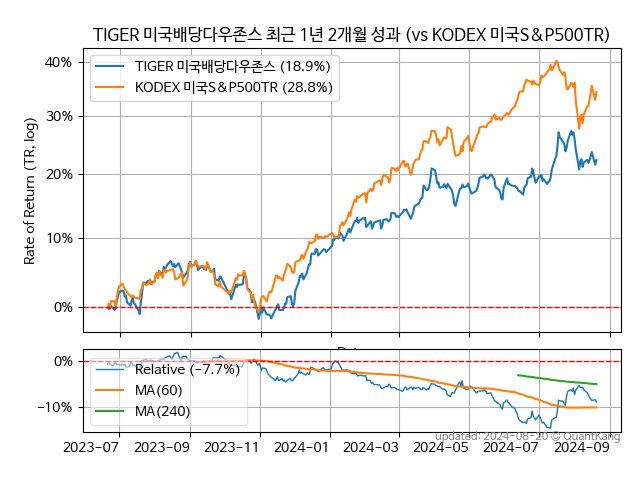 TIGER 미국배당다우존스 최근 1년 2개월 성과 (vs KODEX 미국S&P500TR)
40%
30%
20%
10%
0%
Rate of Return (TR, log)
TIGER 미국배당다우존스 (18.9%)
KODEX 미국S&P500TR (28.8%)
0%
−10%
Relative (−7.7%)
MA(60)
MA(240)
updated: 2024-08-20 © QuantKang
2023−07 2023−09 2023−11 2024−01 2024−03 2024−05 2024−07 2024−09